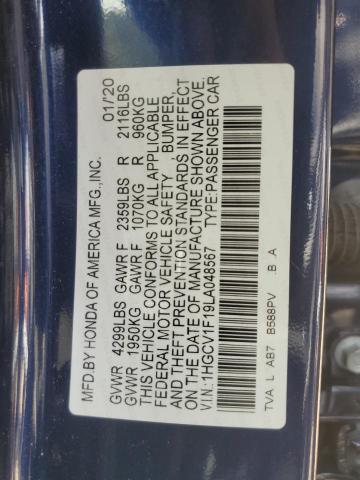 MFD.BY HONDA OF AMERICA MFG.,INC. 01/20
GVWR 4299LBS GAWR F 2359LBS R 2116LBS
GVWR 1950KG GAWR F 1070KG R 960KG
THIS VEHICLE CONFORMS TO ALL APPLICABLE
FEDERAL MOTOR VEHICLE SAFETY ,BUMPER,
AND THEFT PREVENTION STANDARDS IN EFFECT
ON THE DATE OF MANUFACTURE SHOWN ABOVE.
V.I.N.:1HGCV1F19LA048567 TYPE:PASSENGER CAR
TVA L AB7 B588PV B .A